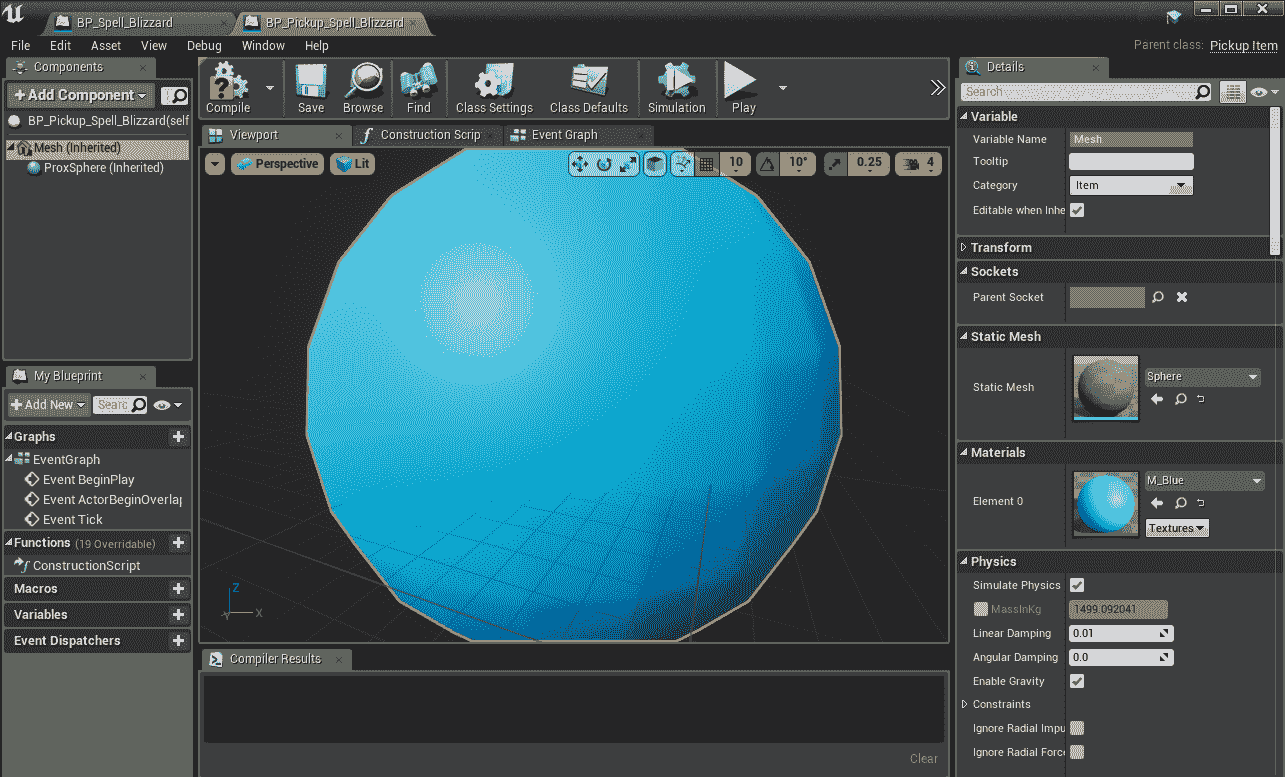 BP_Spell_Blizzard
BP_Pickup_Spell_Blizzard
File Edit Asset View Debug Window Help
Parent class: Pickup Item
Components
+Add Component
BP_Pickup_Spell_Blizzard(self
Mesh (Inherited)
ProxSphere (Inherited)
My Blueprint
+Add New
Searc
Graphs
EventGraph
Event BeginPlay
Event ActorBeginOverlap
Event Tick
Functions (19 Overridable)
ConstructionScript
Macros
Variables
Event Dispatchers
Compile
Save
Browse
Find
Class Settings
Class Defaults
Simulation
Play
Viewport
Construction Scrip
Event Graph
Perspective
Lit
10
10°
0.25
4
Z
X
Compiler Results
Clear
Details
Search
Variable
Variable Name Mesh
Tooltip
Category Item
Editable when Inhe
Transform
Sockets
Parent Socket
Static Mesh
Static Mesh Sphere
Materials
Element 0 M_Blue
Textures
Physics
Simulate Physics
MassInKg 1499.092041
Linear Damping 0.01
Angular Damping 0.0
Enable Gravity
Constraints
Ignore Radial Impu
Ignore Radial Force